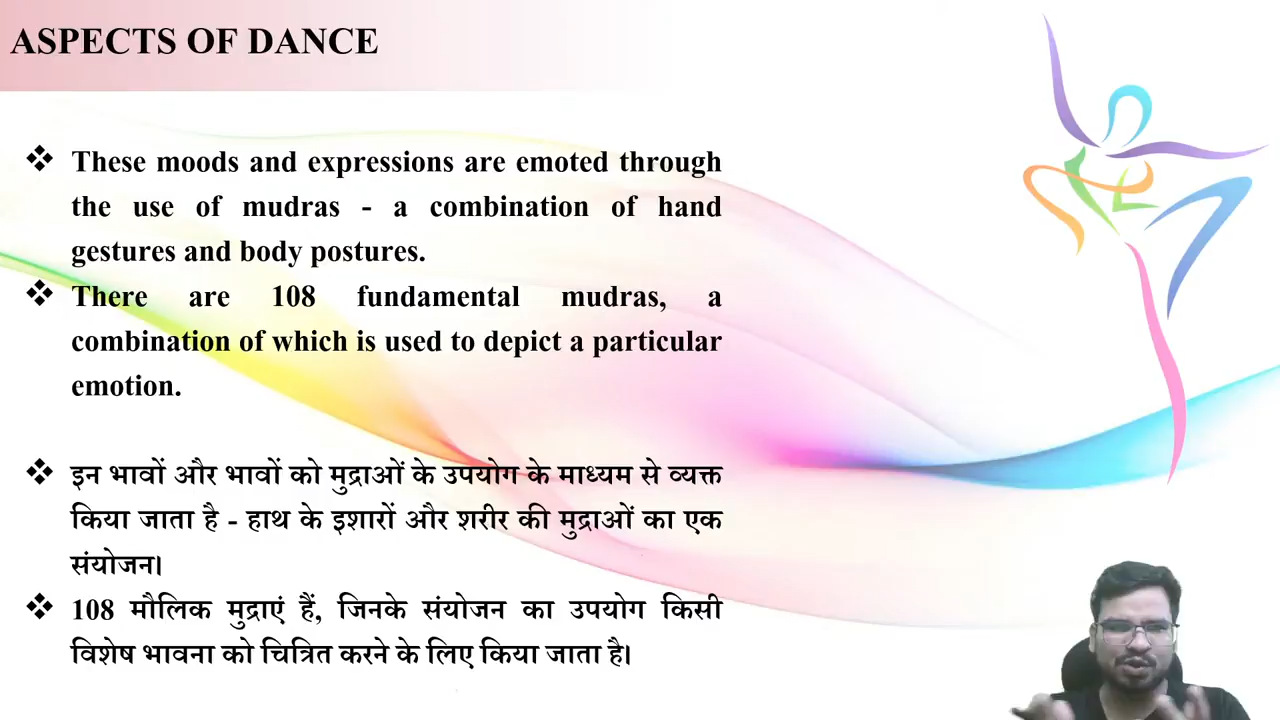 ASPECTS OF DANCE
❖ These moods and expressions are emoted through
the use of mudras - a combination of hand
gestures and body postures.
❖ There are 108 fundamental mudras, a
combination of which is used to depict a particular
emotion.
❖ इन भावों और भावों को मुद्राओं के उपयोग के माध्यम से व्यक्त
किया जाता है - हाथ के इशारों और शरीर की मुद्राओं का एक
संयोजन।
❖ 108 मौलिक मुद्राएं हैं, जिनके संयोजन का उपयोग किसी
विशेष भावना को चित्रित करने के लिए किया जाता है।